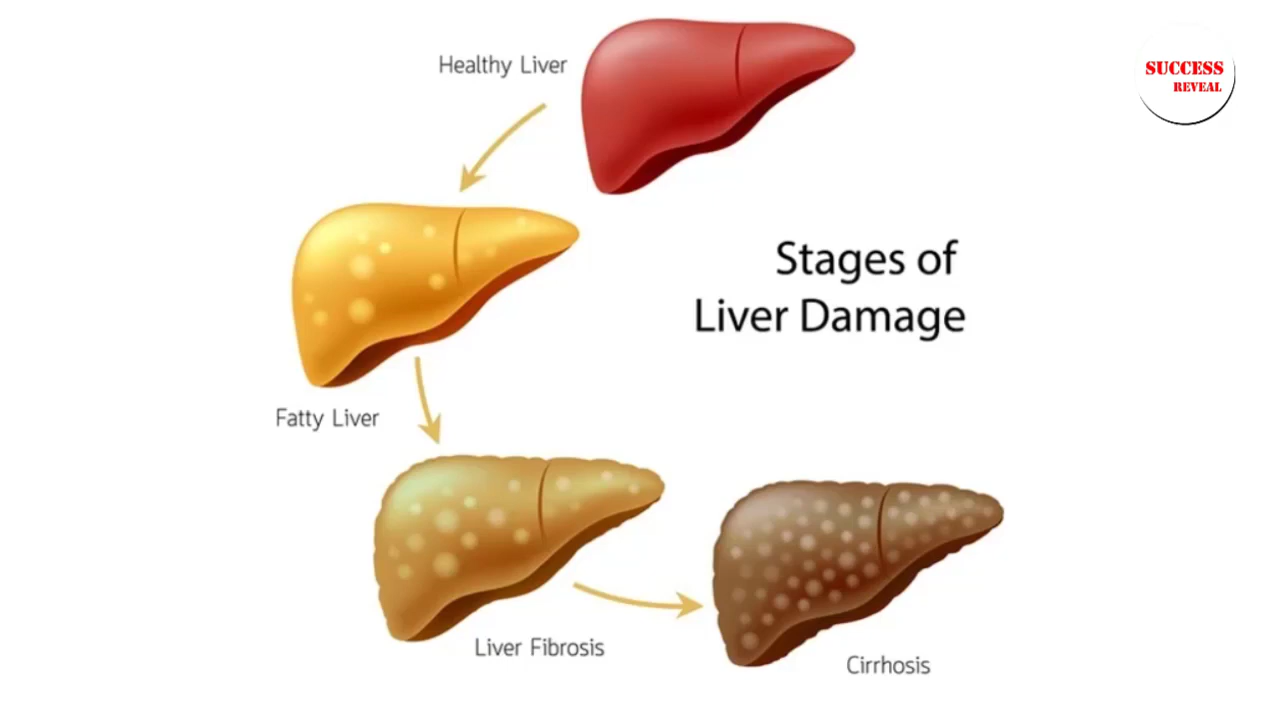 Healthy Liver
SUCCESS
REVEAL
Stages of
Liver Damage
Fatty Liver
Liver Fibrosis
Cirrhosis